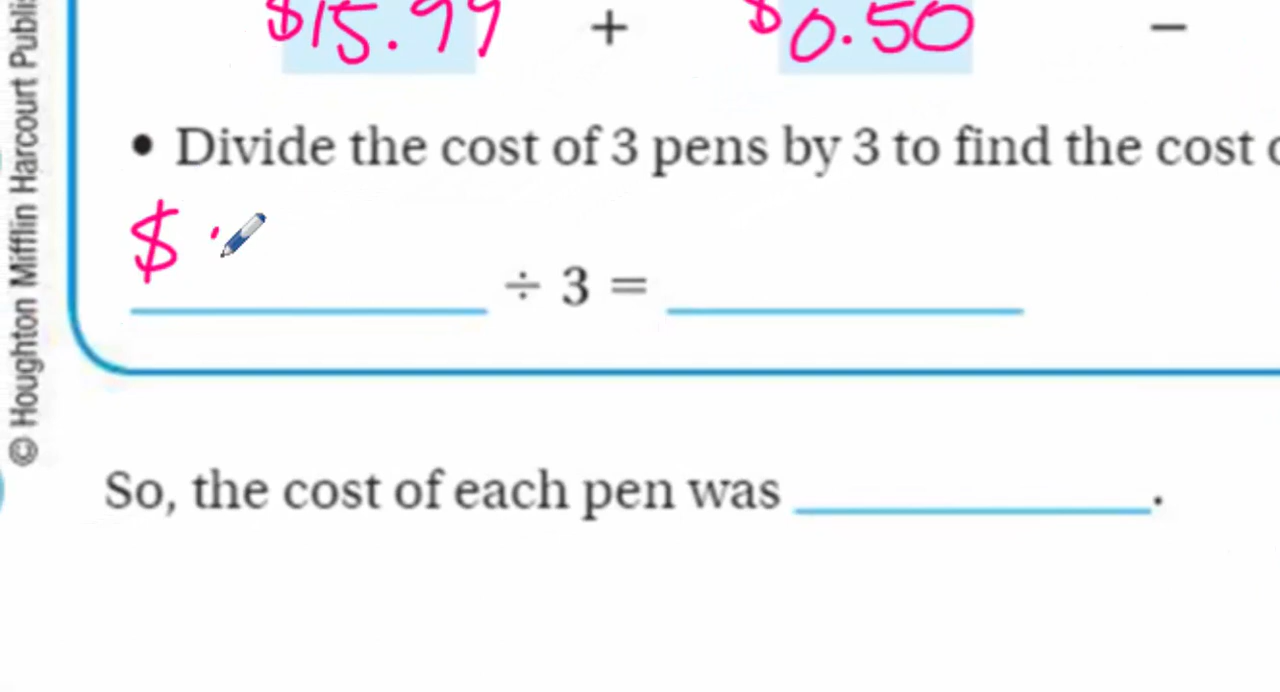 $15.99 + $0.50 −
• Divide the cost of 3 pens by 3 to find the cost
$
÷ 3 =
So, the cost of each pen was .
© Houghton Mifflin Harcourt